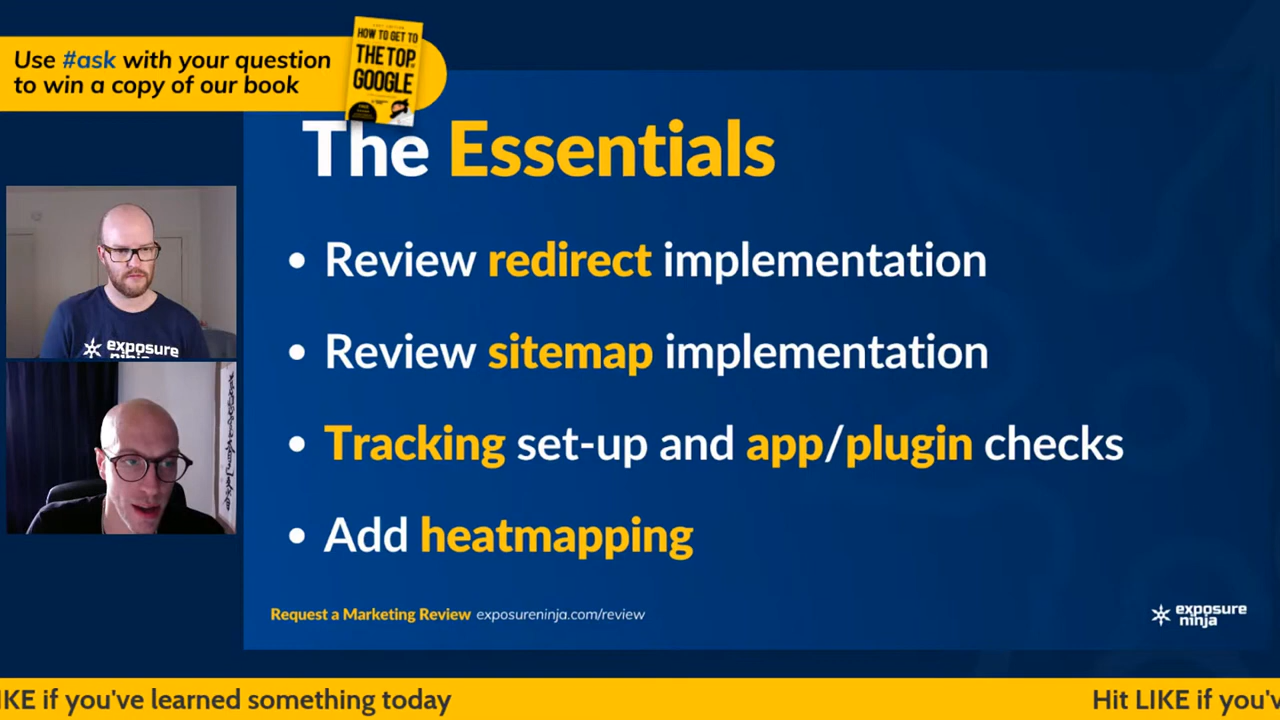 Use #ask with your question
to win a copy of our book
HOW TO GET TO
THE TOP
GOOGLE
The Essentials
• Review redirect implementation
• Review sitemap implementation
• Tracking set-up and app/plugin checks
• Add heatmapping
exposure
ninja
Request a Marketing Review exposureninja.com/review
exposure
ninja
IKE if you've learned something today
Hit LIKE if you'v